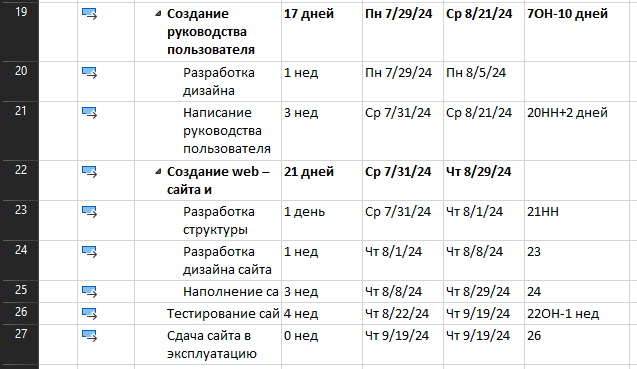 19 Создание руководства пользователя 17 дней Пн 7/29/24 Ср 8/21/24 7ОН-10 дней
20 Разработка дизайна 1 нед Пн 7/29/24 Пн 8/5/24
21 Написание руководства пользователя 3 нед Ср 7/31/24 Ср 8/21/24 20НН+2 дней
22 Создание web – сайта и 21 дней Ср 7/31/24 Чт 8/29/24
23 Разработка структуры 1 день Ср 7/31/24 Чт 8/1/24 21НН
24 Разработка дизайна сайта 1 нед Чт 8/1/24 Чт 8/8/24 23
25 Наполнение са 3 нед Чт 8/8/24 Чт 8/29/24 24
26 Тестирование сай 4 нед Чт 8/22/24 Чт 9/19/24 22ОН-1 нед
27 Сдача сайта в эксплуатацию 0 нед Чт 9/19/24 Чт 9/19/24 26